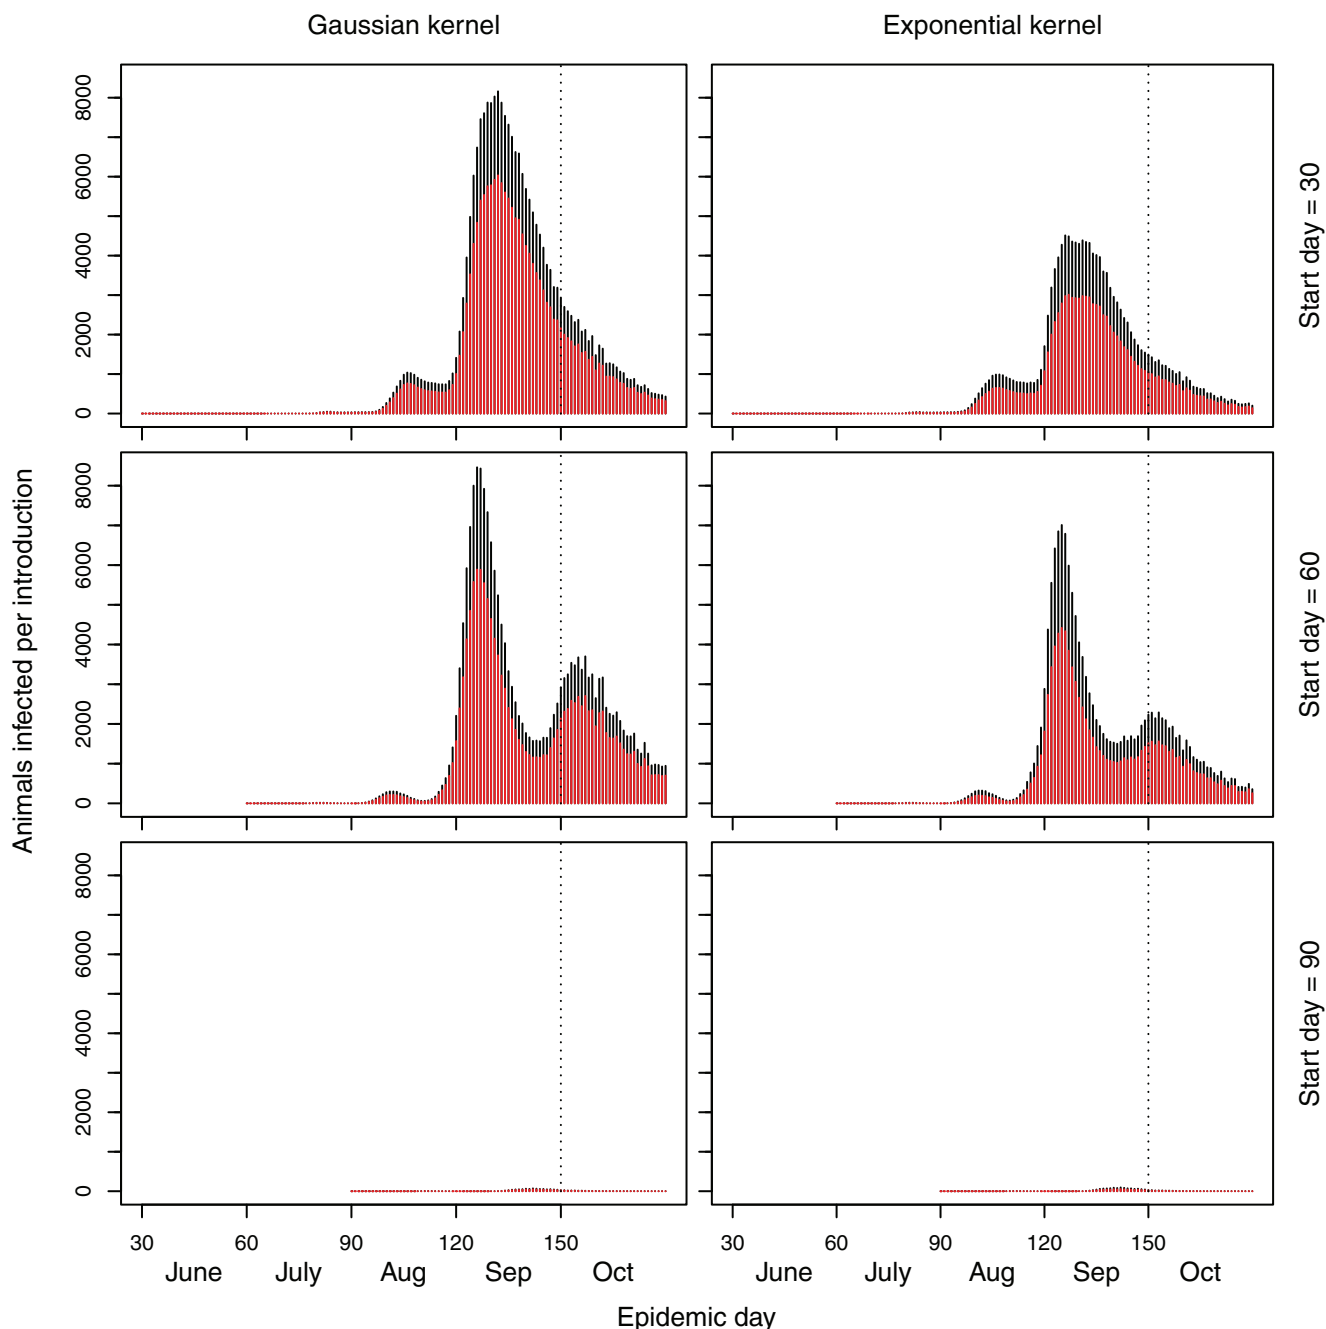 Gaussian kernel
Exponential kernel
8000
6000
4000
2000
0
Start day = 30
Animals infected per introduction
8000
6000
4000
2000
0
Start day = 60
8000
6000
4000
2000
0
Start day = 90
30 60 90 120 150
30 60 90 120 150
June July Aug Sep Oct
June July Aug Sep Oct
Epidemic day